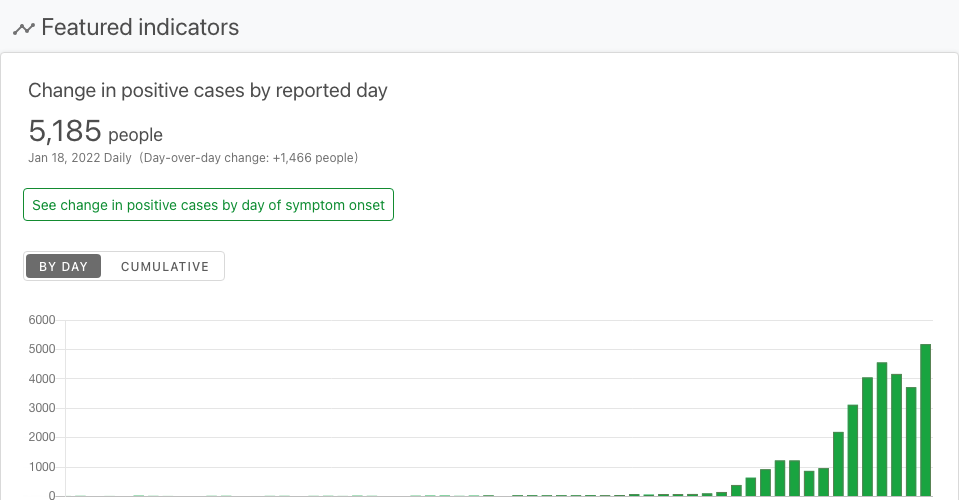 Featured indicators
Change in positive cases by reported day
5,185 people
Jan 18, 2022 Daily (Day-over-day change: +1,466 people)
See change in positive cases by day of symptom onset
BY DAY CUMULATIVE
6000
5000
4000
3000
2000
1000
0